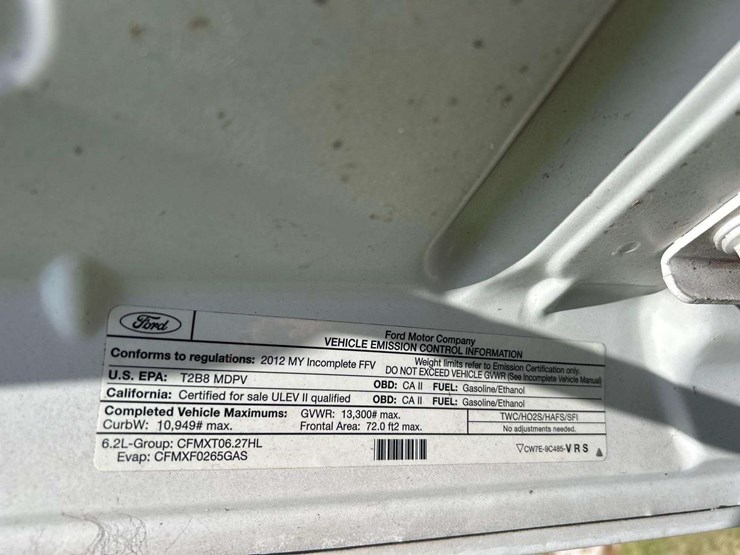 Ford
Ford Motor Company
VEHICLE EMISSION CONTROL INFORMATION
Conforms to regulations: 2012 MY Incomplete FFV
Weight limits refer to Emission Certification only.
DO NOT EXCEED VEHICLE GVWR (See Incomplete Vehicle Manual)
U.S. EPA: T2B8 MDPV OBD: CA II FUEL: Gasoline/Ethanol
California: Certified for sale ULEV II qualified OBD: CA II FUEL: Gasoline/Ethanol
Completed Vehicle Maximums: GVWR: 13,300# max. TWC/HO2S/HAFS/SFI
CurbW: 10,949# max. Frontal Area: 72.0 ft2 max. No adjustments needed.
6.2L-Group: CFMXT06.27HL
Evap: CFMXF0265GAS
CW7E-9C485-VRS